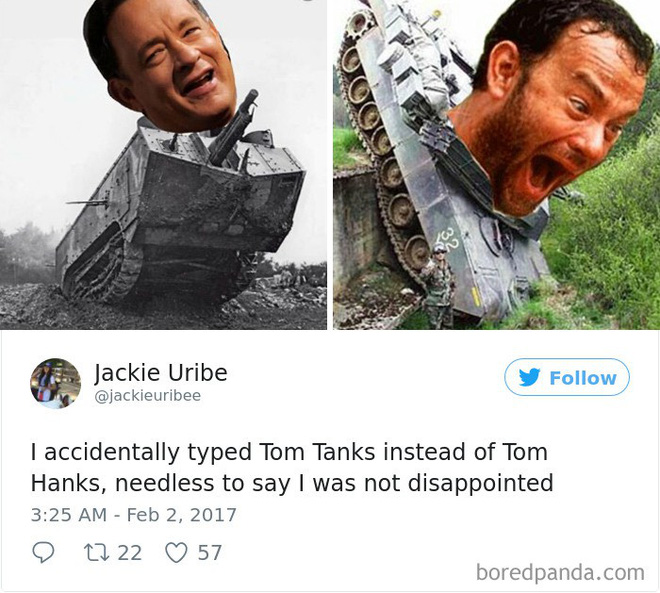 32
Jackie Uribe
@jackieuribee
Follow
I accidentally typed Tom Tanks instead of Tom
Hanks, needless to say I was not disappointed
3:25 AM - Feb 2, 2017
22
57
boredpanda.com